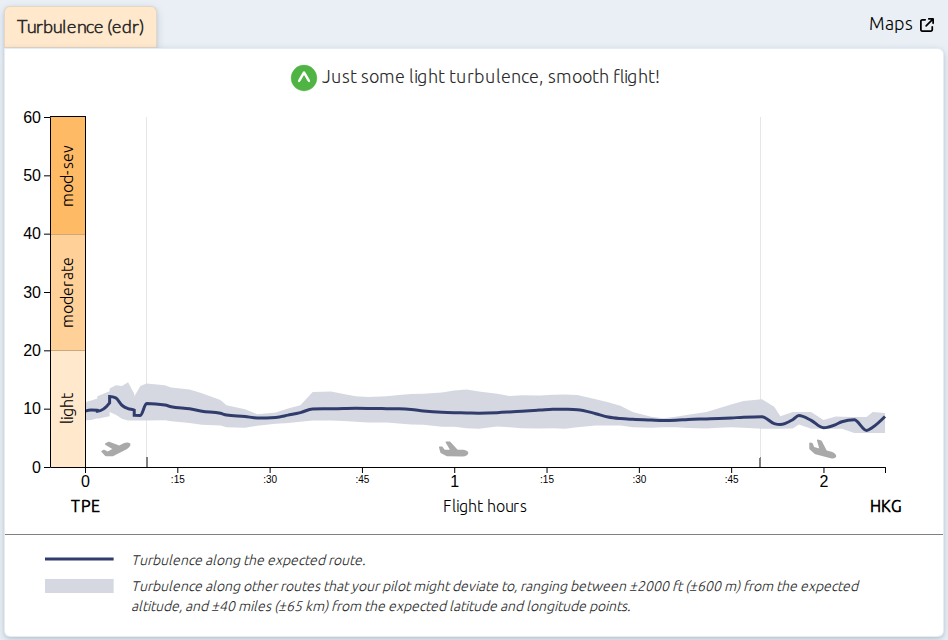 Turbulence (edr)
Maps
Just some light turbulence, smooth flight!
60
50
40
30
20
10
0
mod-sev
moderate
light
0
:15
:30
:45
1
:15
:30
:45
2
TPE
Flight hours
HKG
Turbulence along the expected route.
Turbulence along other routes that your pilot might deviate to, ranging between ±2000 ft (±600 m) from the expected
altitude, and ±40 miles (±65 km) from the expected latitude and longitude points.